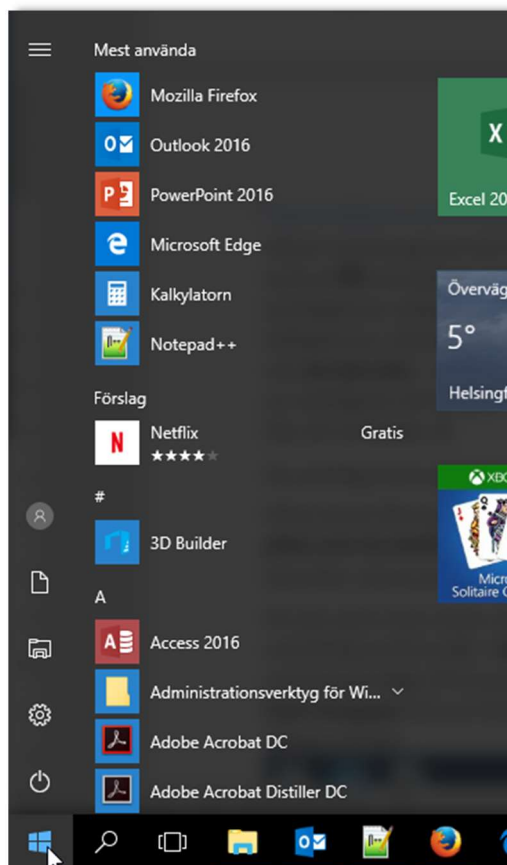 Mest använda
Mozilla Firefox
Outlook 2016
PowerPoint 2016
Microsoft Edge
Kalkylatorn
Notepad++
Förslag
Netflix
Gratis
#
3D Builder
A
Access 2016
Administrationsverktyg för Wi...
Adobe Acrobat DC
Adobe Acrobat Distiller DC
Excel 20
Överväg
5°
Helsingf
XBO
Micro
Solitaire C